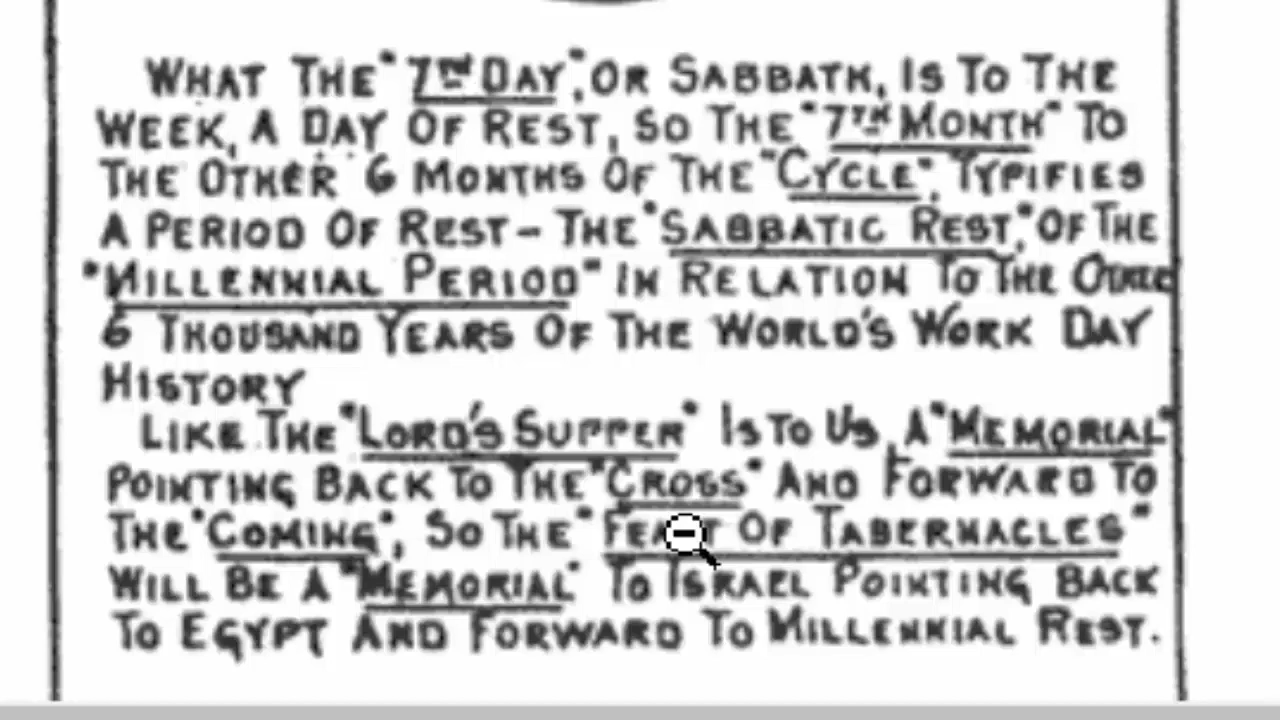 WHAT THE "7TH DAY", OR SABBATH, IS TO THE
WEEK, A DAY OF REST, SO THE "7TH MONTH" TO
THE OTHER 6 MONTHS OF THE "CYCLE", TYPIFIES
A PERIOD OF REST – THE "SABBATIC REST", OF THE
"MILLENNIAL PERIOD" IN RELATION TO THE OTHER
6 THOUSAND YEARS OF THE WORLD'S WORK DAY
HISTORY
LIKE THE "LORD'S SUPPER" IS TO US, A "MEMORIAL"
POINTING BACK TO THE "CROSS" AND FORWARD TO
THE "COMING", SO THE "FEAST OF TABERNACLES"
WILL BE A "MEMORIAL" TO ISRAEL POINTING BACK
TO EGYPT AND FORWARD TO MILLENNIAL REST.